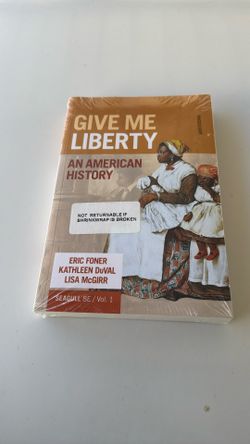 GIVE ME
LIBERTY
AN AMERICAN
HISTORY
NOT RETURNABLE IF
SHRINKWRAP IS BROKEN
ERIC FONER
KATHLEEN DuVAL
LISA McGIRR
SEAGULL 8E / Vol. 1